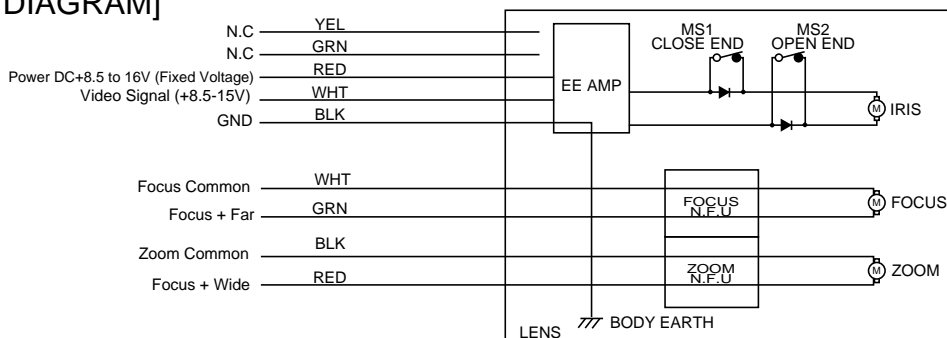 DIAGRAM]
N.C YEL
N.C GRN
Power DC+8.5 to 16V (Fixed Voltage) RED
Video Signal (+8.5-15V) WHT
GND BLK
EE AMP
MS1
CLOSE END
MS2
OPEN END
M IRIS
Focus Common WHT
Focus + Far GRN
FOCUS
N.F.U
M FOCUS
Zoom Common BLK
Focus + Wide RED
ZOOM
N.F.U
M ZOOM
LENS
BODY EARTH